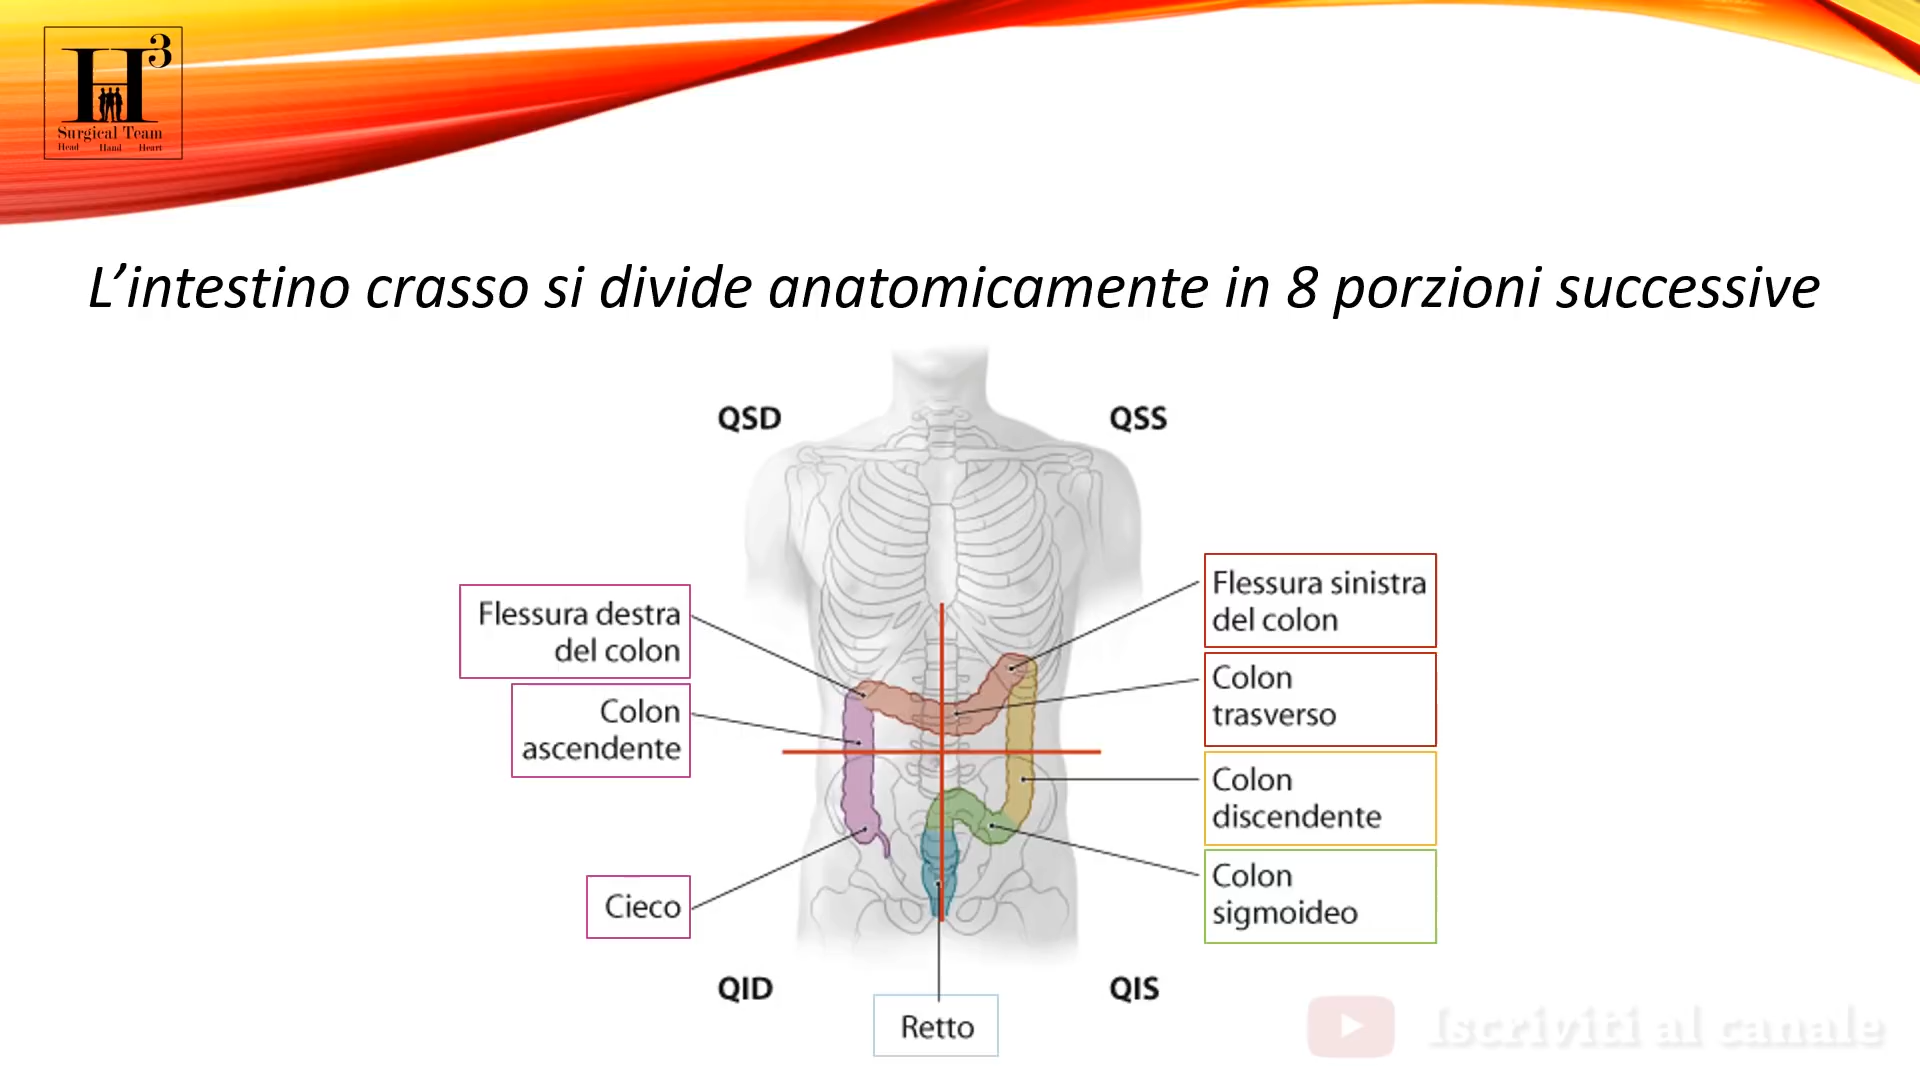 H3
Surgical Team
Head Hand Heart
L’intestino crasso si divide anatomicamente in 8 porzioni successive
QSD
QSS
Flessura destra
del colon
Colon
ascendente
Cieco
Flessura sinistra
del colon
Colon
trasverso
Colon
discendente
Colon
sigmoideo
QID
QIS
Retto
Iscriviti al canale